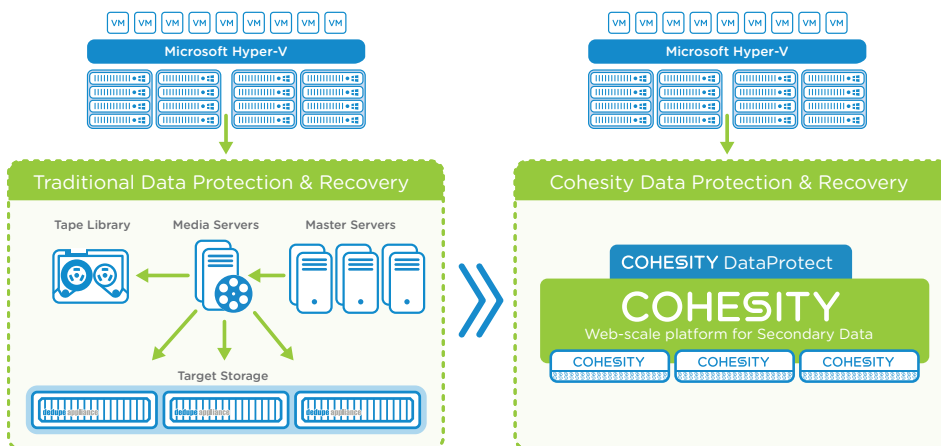 VM VM VM VM VM VM VM VM VM
Microsoft Hyper-V
Traditional Data Protection & Recovery
Tape Library
Media Servers
Master Servers
Target Storage
dedupe appliance
dedupe appliance
dedupe appliance
VM VM VM VM VM VM VM VM VM
Microsoft Hyper-V
Cohesity Data Protection & Recovery
COHESITY DataProtect
COHESITY
Web-scale platform for Secondary Data
COHESITY
COHESITY
COHESITY